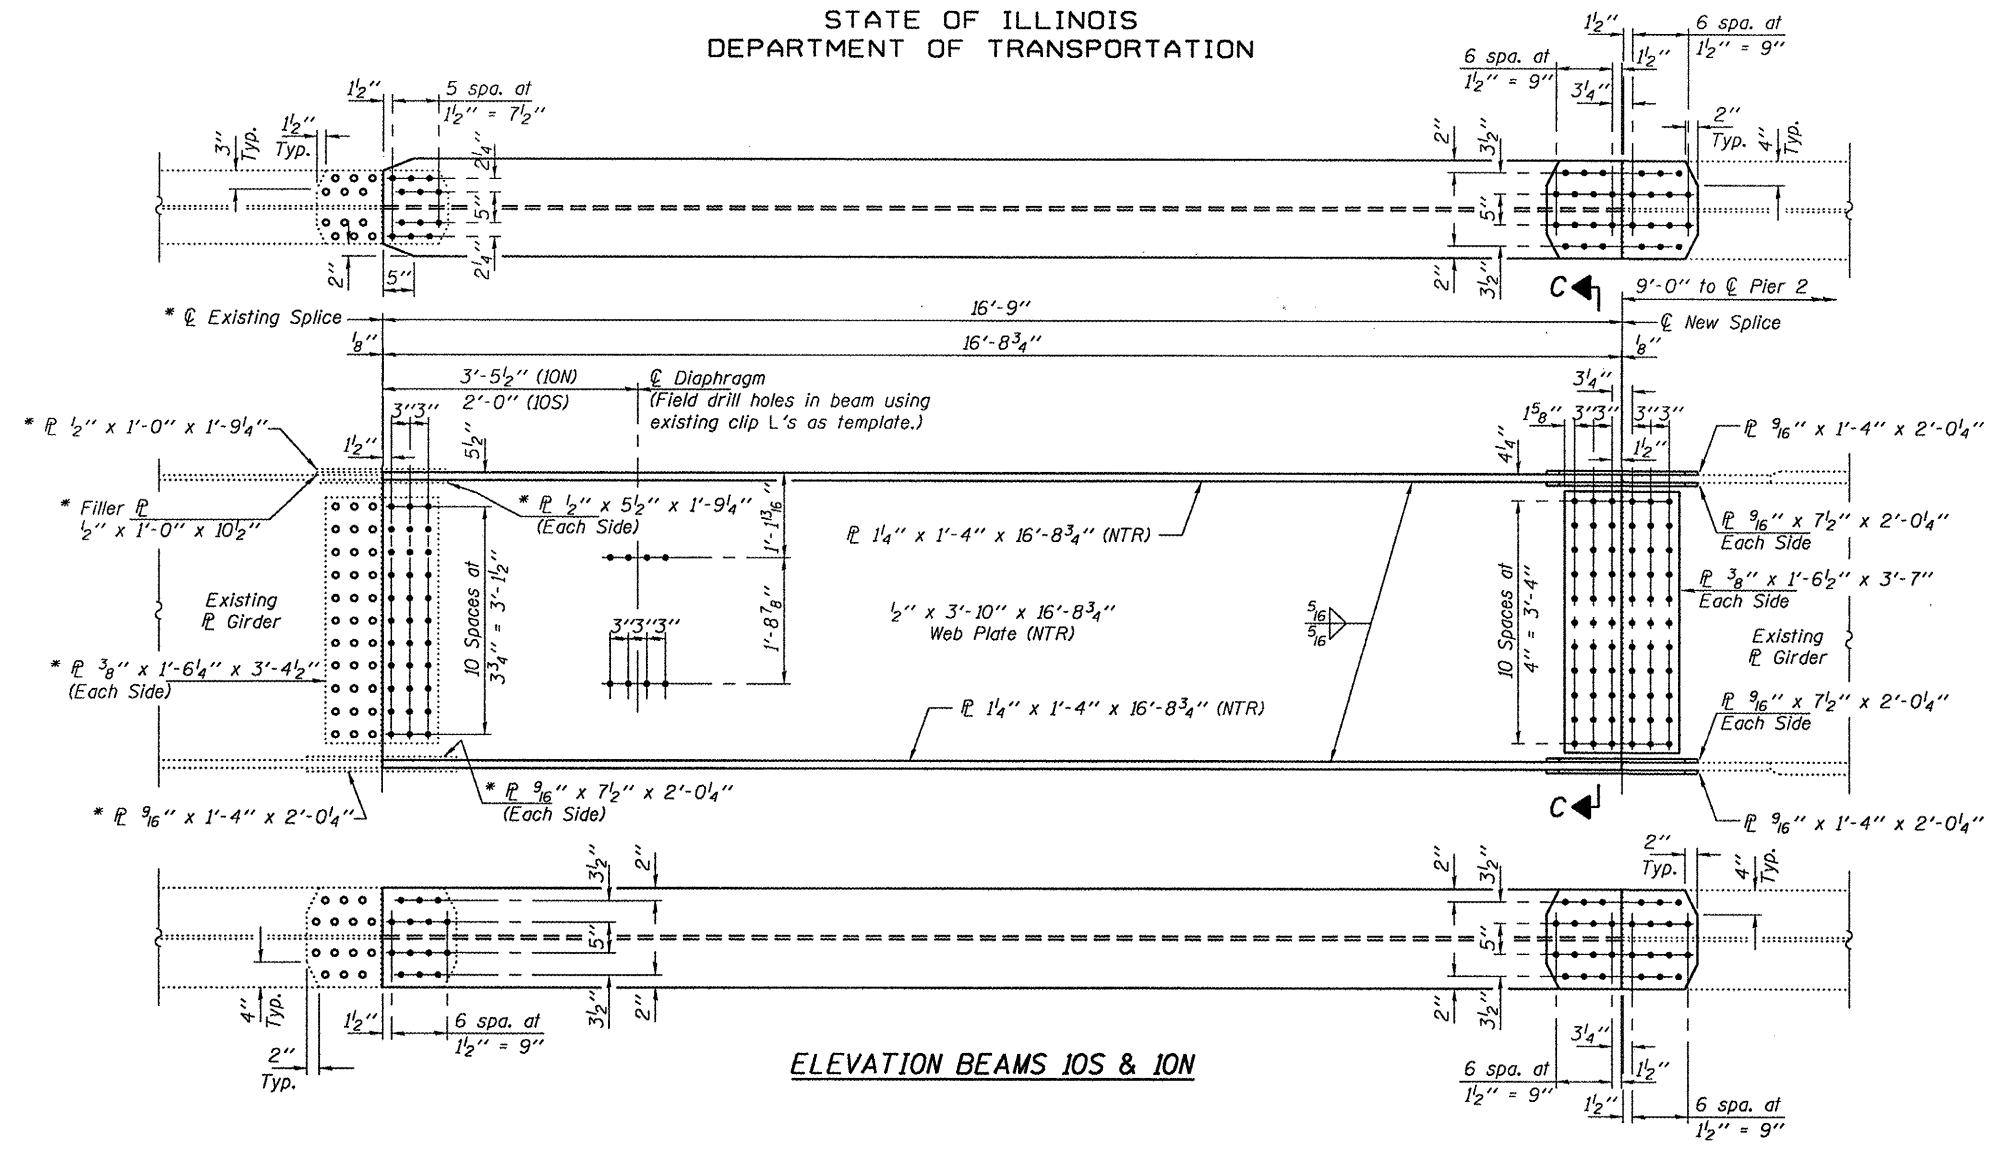 STATE OF ILLINOIS
DEPARTMENT OF TRANSPORTATION
1½"
5 spa. at
1½" = 7½"
1½"
Typ.
3"
Typ.
2¼"
5"
2¼"
2"
5"
1½"
6 spa. at
1½" = 9"
6 spa. at
1½" = 9"
1½"
3¼"
2"
3½"
2"
Typ.
4"
Typ.
5"
2"
3½"
C
9'-0" to ℄ Pier 2
* ℄ Existing Splice
16'-9"
℄ New Splice
⅛"
16'-8¾"
⅛"
3'-5½" (10N)
2'-0" (10S)
℄ Diaphragm
(Field drill holes in beam using
existing clip L's as template.)
3¼"
3" 3"
1⅝"
3" 3"
3" 3"
* ℙ ½" x 1'-0" x 1'-9¼"
1½"
5½"
4¼"
1½"
ℙ 9/16" x 1'-4" x 2'-0¼"
* Filler ℙ
½" x 1'-0" x 10½"
* ℙ ½" x 5½" x 1'-9¼"
(Each Side)
1'-1 13/16"
ℙ 1¼" x 1'-4" x 16'-8¾" (NTR)
ℙ 9/16" x 7½" x 2'-0¼"
Each Side
Existing
ℙ Girder
10 Spaces at
3¾" = 3'-1½"
3" 3" 3"
1'-8⅞"
½" x 3'-10" x 16'-8¾"
Web Plate (NTR)
5/16
5/16
10 Spaces at
4" = 3'-4"
ℙ ⅜" x 1'-6½" x 3'-7"
Each Side
Existing
ℙ Girder
* ℙ ⅜" x 1'-6¼" x 3'-4½"
(Each Side)
ℙ 1¼" x 1'-4" x 16'-8¾" (NTR)
ℙ 9/16" x 7½" x 2'-0¼"
Each Side
* ℙ 9/16" x 1'-4" x 2'-0¼"
* ℙ 9/16" x 7½" x 2'-0¼"
(Each Side)
C
ℙ 9/16" x 1'-4" x 2'-0¼"
3½"
2"
5"
3½"
2"
4"
Typ.
2"
Typ.
1½"
6 spa. at
1½" = 9"
2"
3½"
5"
2"
3½"
2"
Typ.
4"
Typ.
3¼"
6 spa. at
1½" = 9"
1½"
1½"
6 spa. at
1½" = 9"
ELEVATION BEAMS 10S & 10N